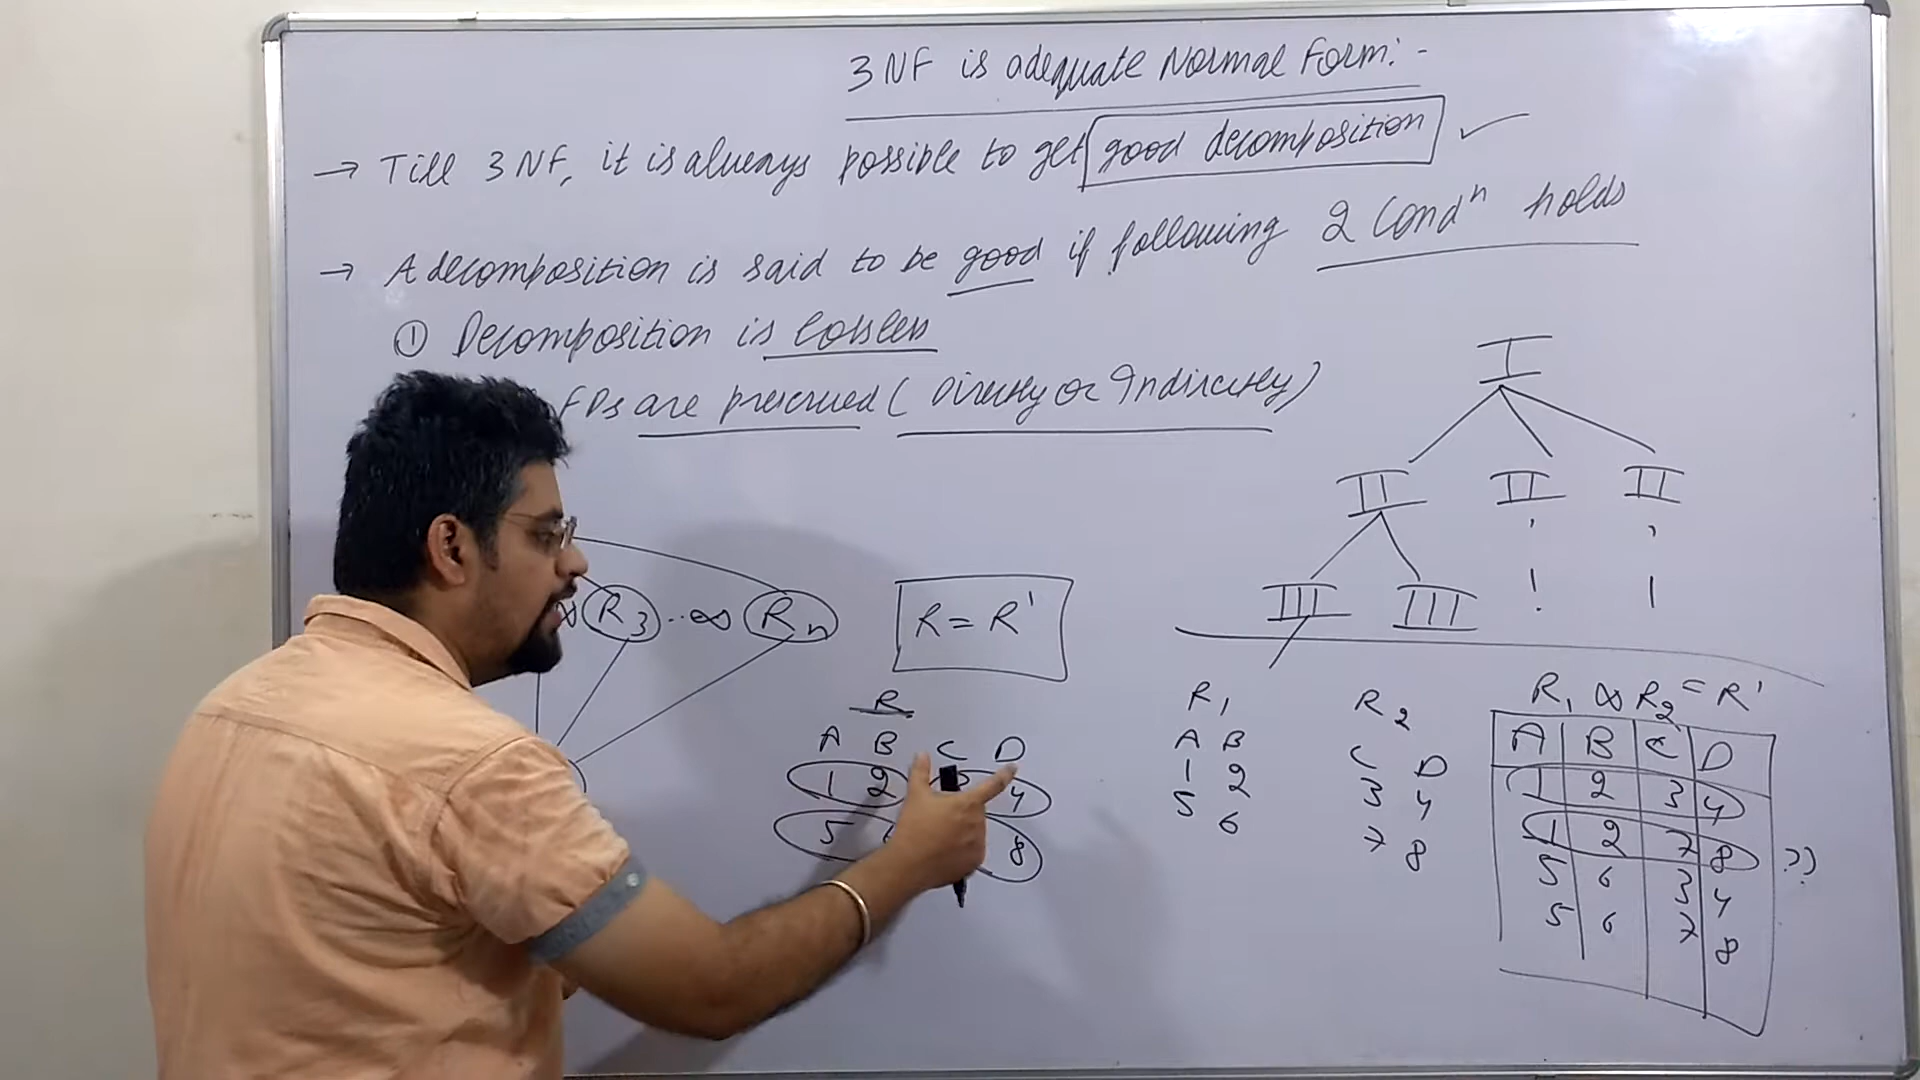 3NF is adequate Normal Form:-
→ Till 3NF, it is always possible to get good decomposition ✓
→ A decomposition is said to be good if following 2 Condⁿ holds
① Decomposition is lossless
FDs are preserved (Directly or Indirectly)
I
II II II
III III
R3 .. ∞ Rn
R = R'
R
A B C D
1 2 4
5 8
R1
A B
1 2
5 6
R2
C D
3 4
7 8
R1 ∞ R2 = R'
A B C D
1 2 3 4
1 2 7 8 ??
5 6 3 4
5 6 7 8